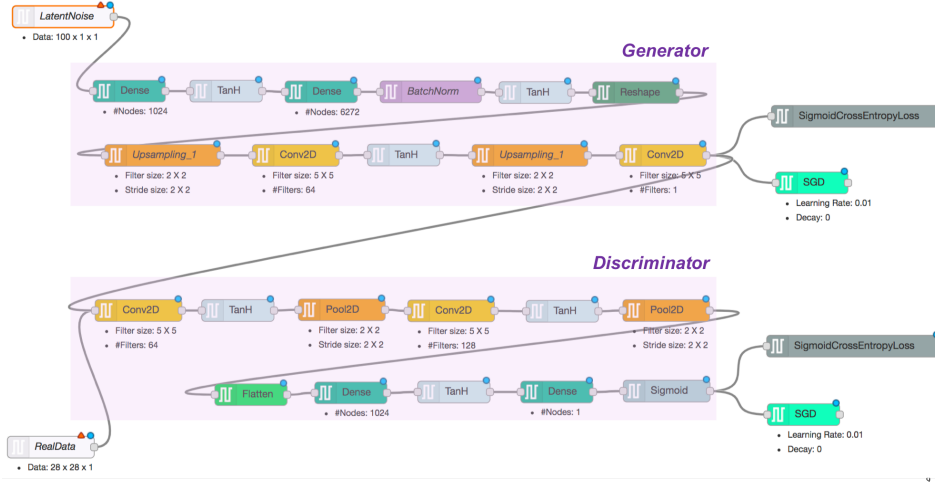 LatentNoise
• Data: 100 x 1 x 1
Generator
Dense
TanH
Dense
BatchNorm
TanH
Reshape
• #Nodes: 1024
• #Nodes: 6272
SigmoidCrossEntropyLoss
Upsampling_1
Conv2D
TanH
Upsampling_1
Conv2D
• Filter size: 2 X 2
• Stride size: 2 X 2
• Filter size: 5 X 5
• #Filters: 64
• Filter size: 2 X 2
• Stride size: 2 X 2
• Filter size: 5 X 5
• #Filters: 1
SGD
• Learning Rate: 0.01
• Decay: 0
Discriminator
Conv2D
TanH
Pool2D
Conv2D
TanH
Pool2D
• Filter size: 5 X 5
• #Filters: 64
• Filter size: 2 X 2
• Stride size: 2 X 2
• Filter size: 5 X 5
• #Filters: 128
• Filter size: 2 X 2
• Stride size: 2 X 2
SigmoidCrossEntropyLoss
Flatten
Dense
TanH
Dense
Sigmoid
• #Nodes: 1024
• #Nodes: 1
SGD
• Learning Rate: 0.01
• Decay: 0
RealData
• Data: 28 x 28 x 1